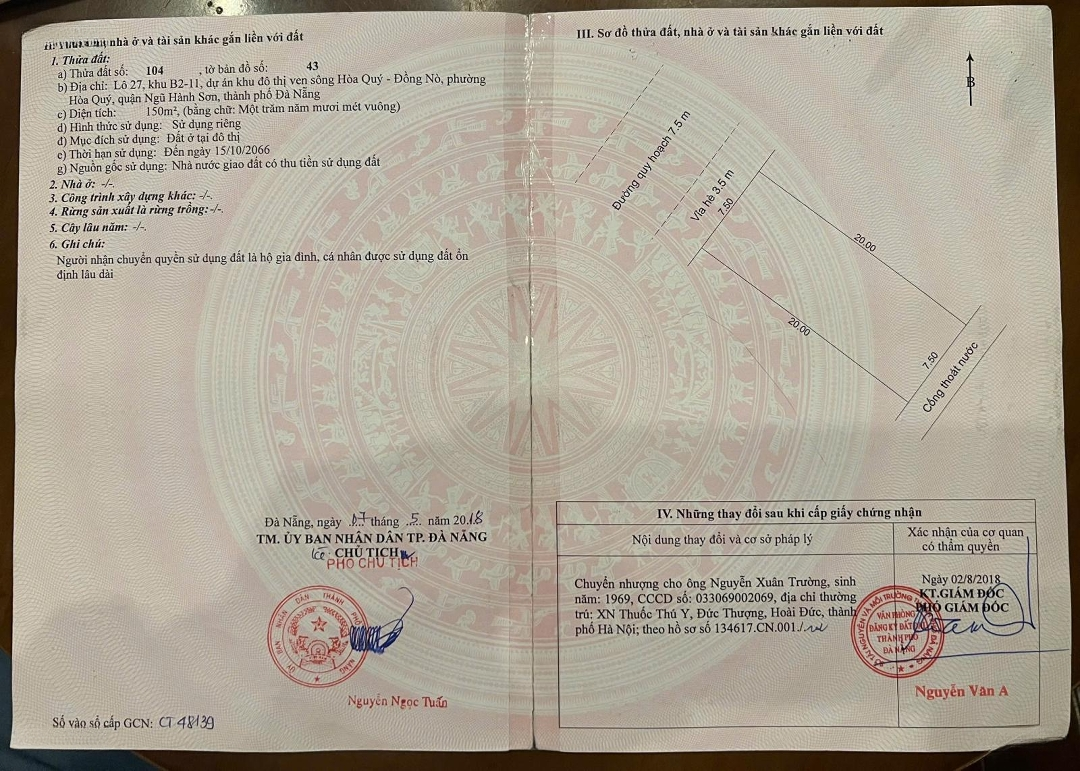 nhà ở và tài sản khác gắn liền với đất
1. Thửa đất:
a) Thửa đất số: 104 , tờ bản đồ số: 43
b) Địa chỉ: Lô 27, khu B2-11, dự án khu đô thị ven sông Hòa Quý - Đồng Nò, phường
Hòa Quý, quận Ngũ Hành Sơn, thành phố Đà Nẵng
c) Diện tích: 150m², (bằng chữ: Một trăm năm mươi mét vuông)
d) Hình thức sử dụng: Sử dụng riêng
đ) Mục đích sử dụng: Đất ở tại đô thị
e) Thời hạn sử dụng: Đến ngày 15/10/2066
g) Nguồn gốc sử dụng: Nhà nước giao đất có thu tiền sử dụng đất
2. Nhà ở: -/-.
3. Công trình xây dựng khác: -/-.
4. Rừng sản xuất là rừng trồng:-/-.
5. Cây lâu năm: -/-.
6. Ghi chú:
Người nhận chuyển quyền sử dụng đất là hộ gia đình, cá nhân được sử dụng đất ổn
định lâu dài
Đà Nẵng, ngày 17 tháng 5 năm 2018
TM. ỦY BAN NHÂN DÂN TP. ĐÀ NẴNG
KT. CHỦ TỊCH
PHÓ CHỦ TỊCH
Nguyễn Ngọc Tuấn
Số vào sổ cấp GCN: CT 48139
III. Sơ đồ thửa đất, nhà ở và tài sản khác gắn liền với đất
B
Đường quy hoạch 7.5 m
Vỉa hè 3.5 m
7.50
20.00
20.00
7.50
Cống thoát nước
IV. Những thay đổi sau khi cấp giấy chứng nhận
Nội dung thay đổi và cơ sở pháp lý
Xác nhận của cơ quan
có thẩm quyền
Chuyển nhượng cho ông Nguyễn Xuân Trường, sinh
năm: 1969, CCCD số: 033069002069, địa chỉ thường
trú: XN Thuốc Thú Y, Đức Thượng, Hoài Đức, thành
phố Hà Nội; theo hồ sơ số 134617.CN.001./.
Ngày 02/8/2018
KT.GIÁM ĐỐC
PHÓ GIÁM ĐỐC
VĂN PHÒNG
ĐĂNG KÝ ĐẤT ĐAI
THÀNH PHỐ
ĐÀ NẴNG
Nguyễn Văn A